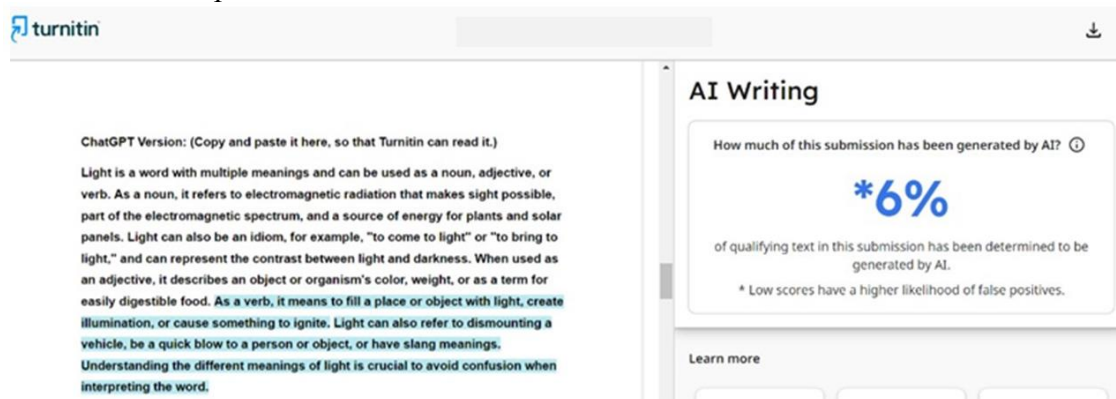 turnitin
ChatGPT Version: (Copy and paste it here, so that Turnitin can read it.)
Light is a word with multiple meanings and can be used as a noun, adjective, or
verb. As a noun, it refers to electromagnetic radiation that makes sight possible,
part of the electromagnetic spectrum, and a source of energy for plants and solar
panels. Light can also be an idiom, for example, "to come to light" or "to bring to
light," and can represent the contrast between light and darkness. When used as
an adjective, it describes an object or organism's color, weight, or as a term for
easily digestible food. As a verb, it means to fill a place or object with light, create
illumination, or cause something to ignite. Light can also refer to dismounting a
vehicle, be a quick blow to a person or object, or have slang meanings.
Understanding the different meanings of light is crucial to avoid confusion when
interpreting the word.
AI Writing
How much of this submission has been generated by AI?
*6%
of qualifying text in this submission has been determined to be
generated by AI.
* Low scores have a higher likelihood of false positives.
Learn more